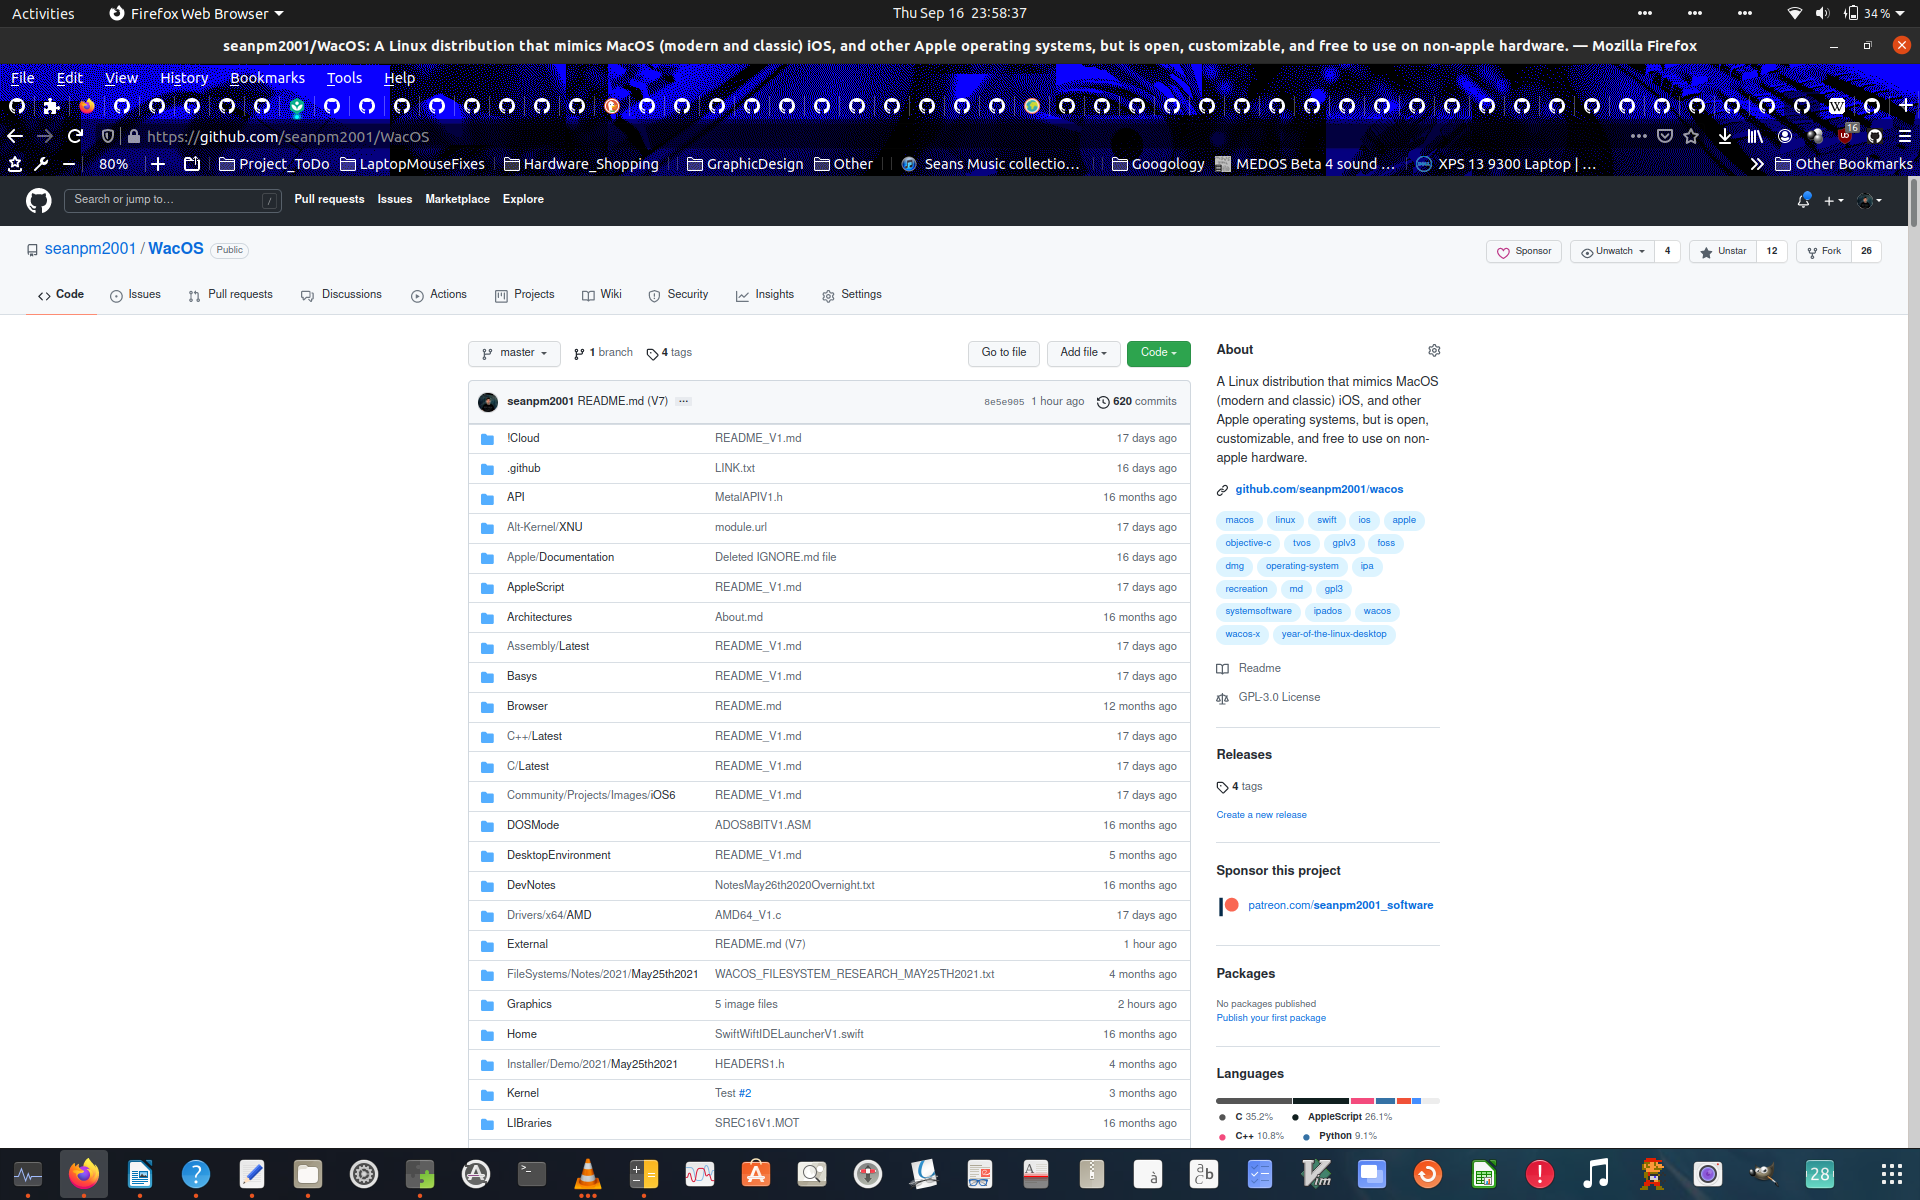 Activities Firefox Web Browser Thu Sep 16 23:58:37 34 %
seanpm2001/WacOS: A Linux distribution that mimics MacOS (modern and classic) iOS, and other Apple operating systems, but is open, customizable, and free to use on non-apple hardware. — Mozilla Firefox
File Edit View History Bookmarks Tools Help
https://github.com/seanpm2001/WacOS 16
80% Project_ToDo LaptopMouseFixes Hardware_Shopping GraphicDesign Other Seans Music collectio… Googology MEDOS Beta 4 sound … XPS 13 9300 Laptop | … Other Bookmarks
Search or jump to… / Pull requests Issues Marketplace Explore
seanpm2001 / WacOS Public Sponsor Unwatch 4 Unstar 12 Fork 26
Code Issues Pull requests Discussions Actions Projects Wiki Security Insights Settings
master 1 branch 4 tags Go to file Add file Code
seanpm2001 README.md (V7) … 8e5e905 1 hour ago 620 commits
!Cloud README_V1.md 17 days ago
.github LINK.txt 16 days ago
API MetalAPIV1.h 16 months ago
Alt-Kernel/XNU module.url 17 days ago
Apple/Documentation Deleted IGNORE.md file 16 days ago
AppleScript README_V1.md 17 days ago
Architectures About.md 16 months ago
Assembly/Latest README_V1.md 17 days ago
Basys README_V1.md 17 days ago
Browser README.md 12 months ago
C++/Latest README_V1.md 17 days ago
C/Latest README_V1.md 17 days ago
Community/Projects/Images/iOS6 README_V1.md 17 days ago
DOSMode ADOS8BITV1.ASM 16 months ago
DesktopEnvironment README_V1.md 5 months ago
DevNotes NotesMay26th2020Overnight.txt 16 months ago
Drivers/x64/AMD AMD64_V1.c 17 days ago
External README.md (V7) 1 hour ago
FileSystems/Notes/2021/May25th2021 WACOS_FILESYSTEM_RESEARCH_MAY25TH2021.txt 4 months ago
Graphics 5 image files 2 hours ago
Home SwiftWiftIDELauncherV1.swift 16 months ago
Installer/Demo/2021/May25th2021 HEADERS1.h 4 months ago
Kernel Test #2 3 months ago
LIBraries SREC16V1.MOT 16 months ago
About
A Linux distribution that mimics MacOS
(modern and classic) iOS, and other
Apple operating systems, but is open,
customizable, and free to use on non-
apple hardware.
github.com/seanpm2001/wacos
macos linux swift ios apple
objective-c tvos gplv3 foss
dmg operating-system ipa
recreation md gpl3
systemsoftware ipados wacos
wacos-x year-of-the-linux-desktop
Readme
GPL-3.0 License
Releases
4 tags
Create a new release
Sponsor this project
patreon.com/seanpm2001_software
Packages
No packages published
Publish your first package
Languages
C 35.2% AppleScript 26.1%
C++ 10.8% Python 9.1%
28